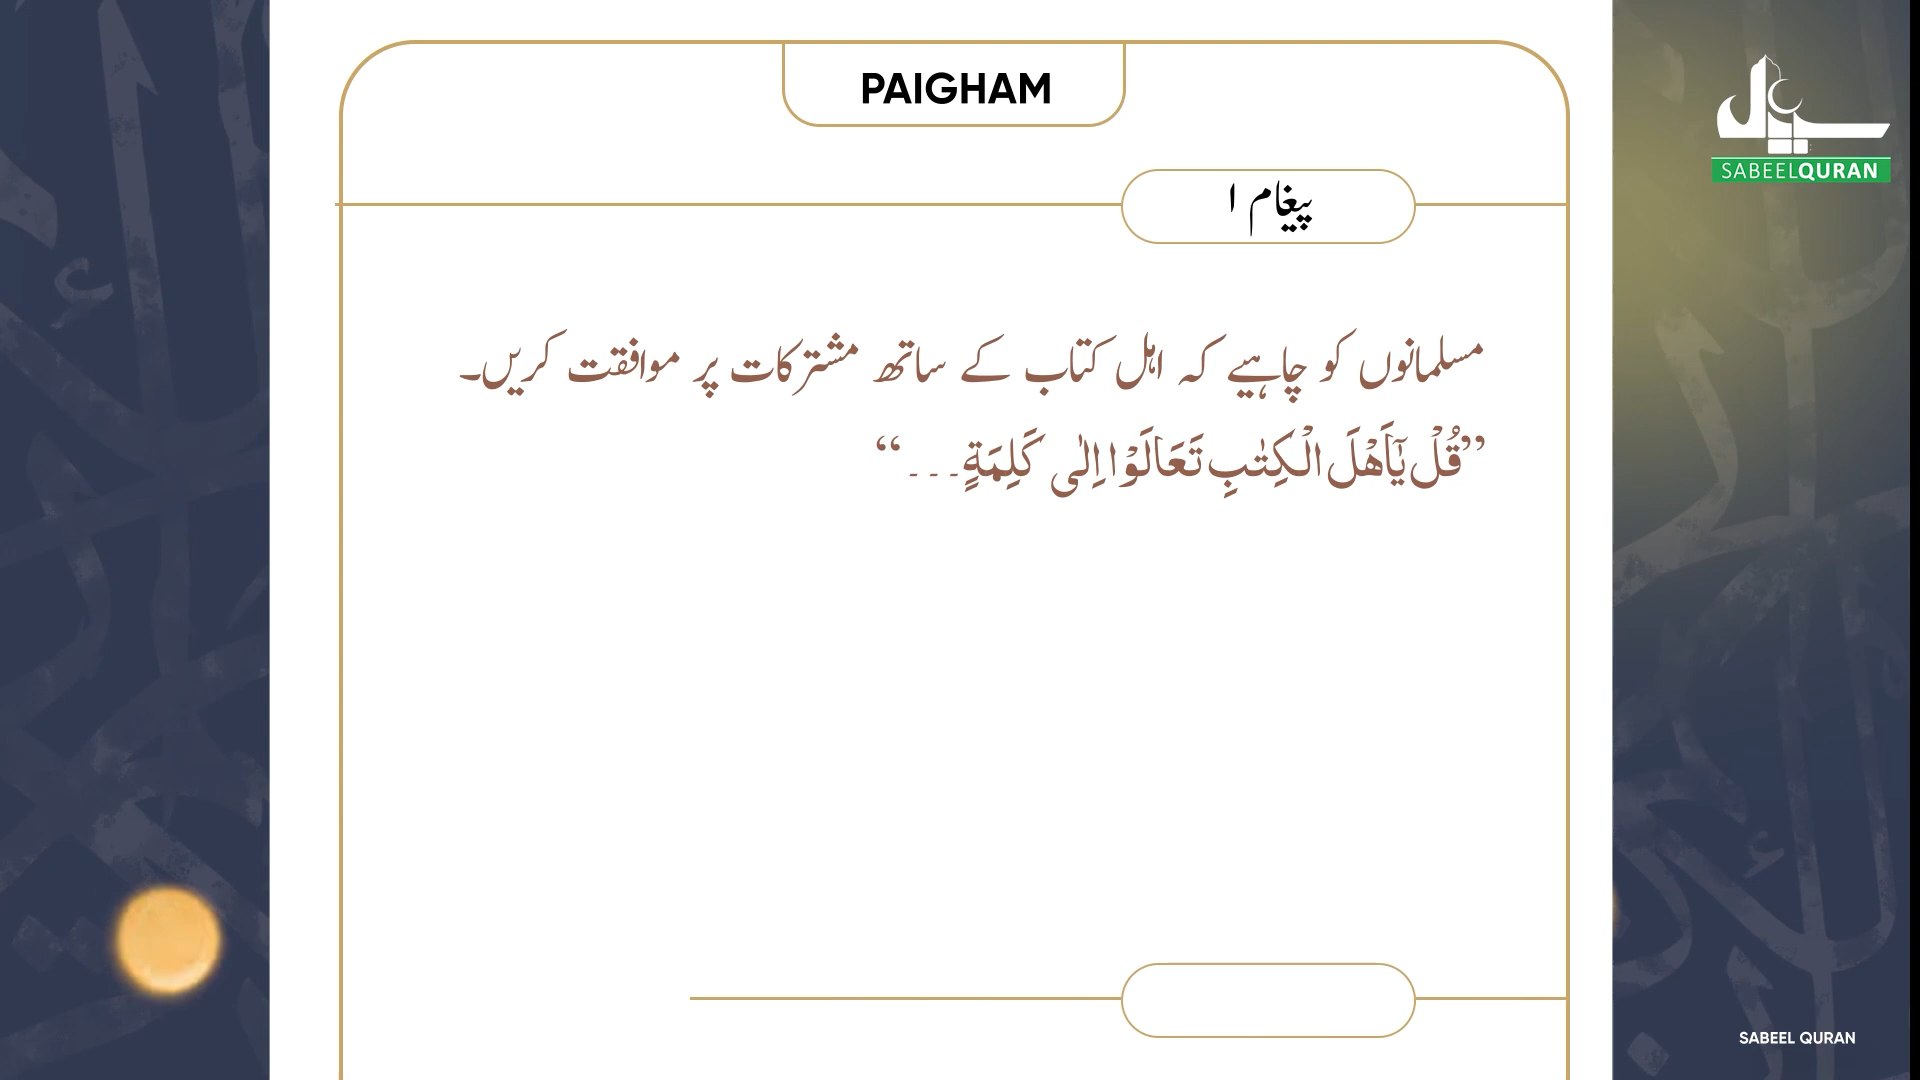 PAIGHAM
سبیل
SABEELQURAN
پیغام ۱
مسلمانوں کو چاہیے کہ اہل کتاب کے ساتھ مشترکات پر موافقت کریں۔
”قُلْ یٰۤاَهْلَ الْكِتٰبِ تَعَالَوْا اِلٰى كَلِمَةٍ۔۔۔“
SABEEL QURAN